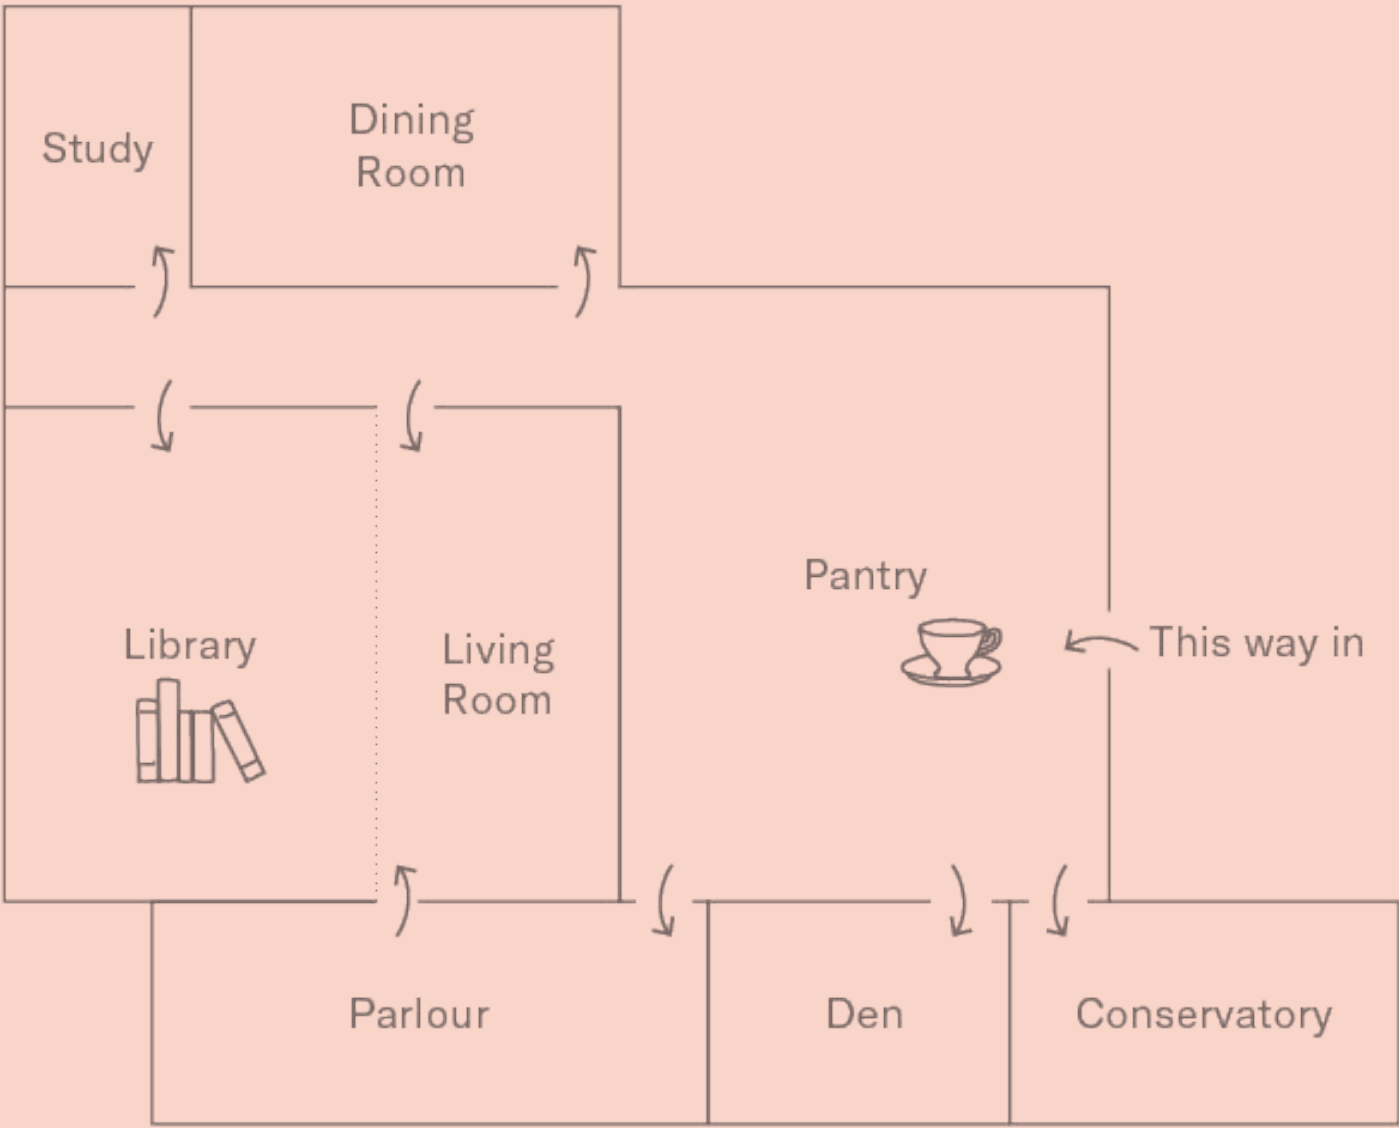 Study
Dining
Room
Pantry
This way in
Library
Living
Room
Parlour
Den
Conservatory